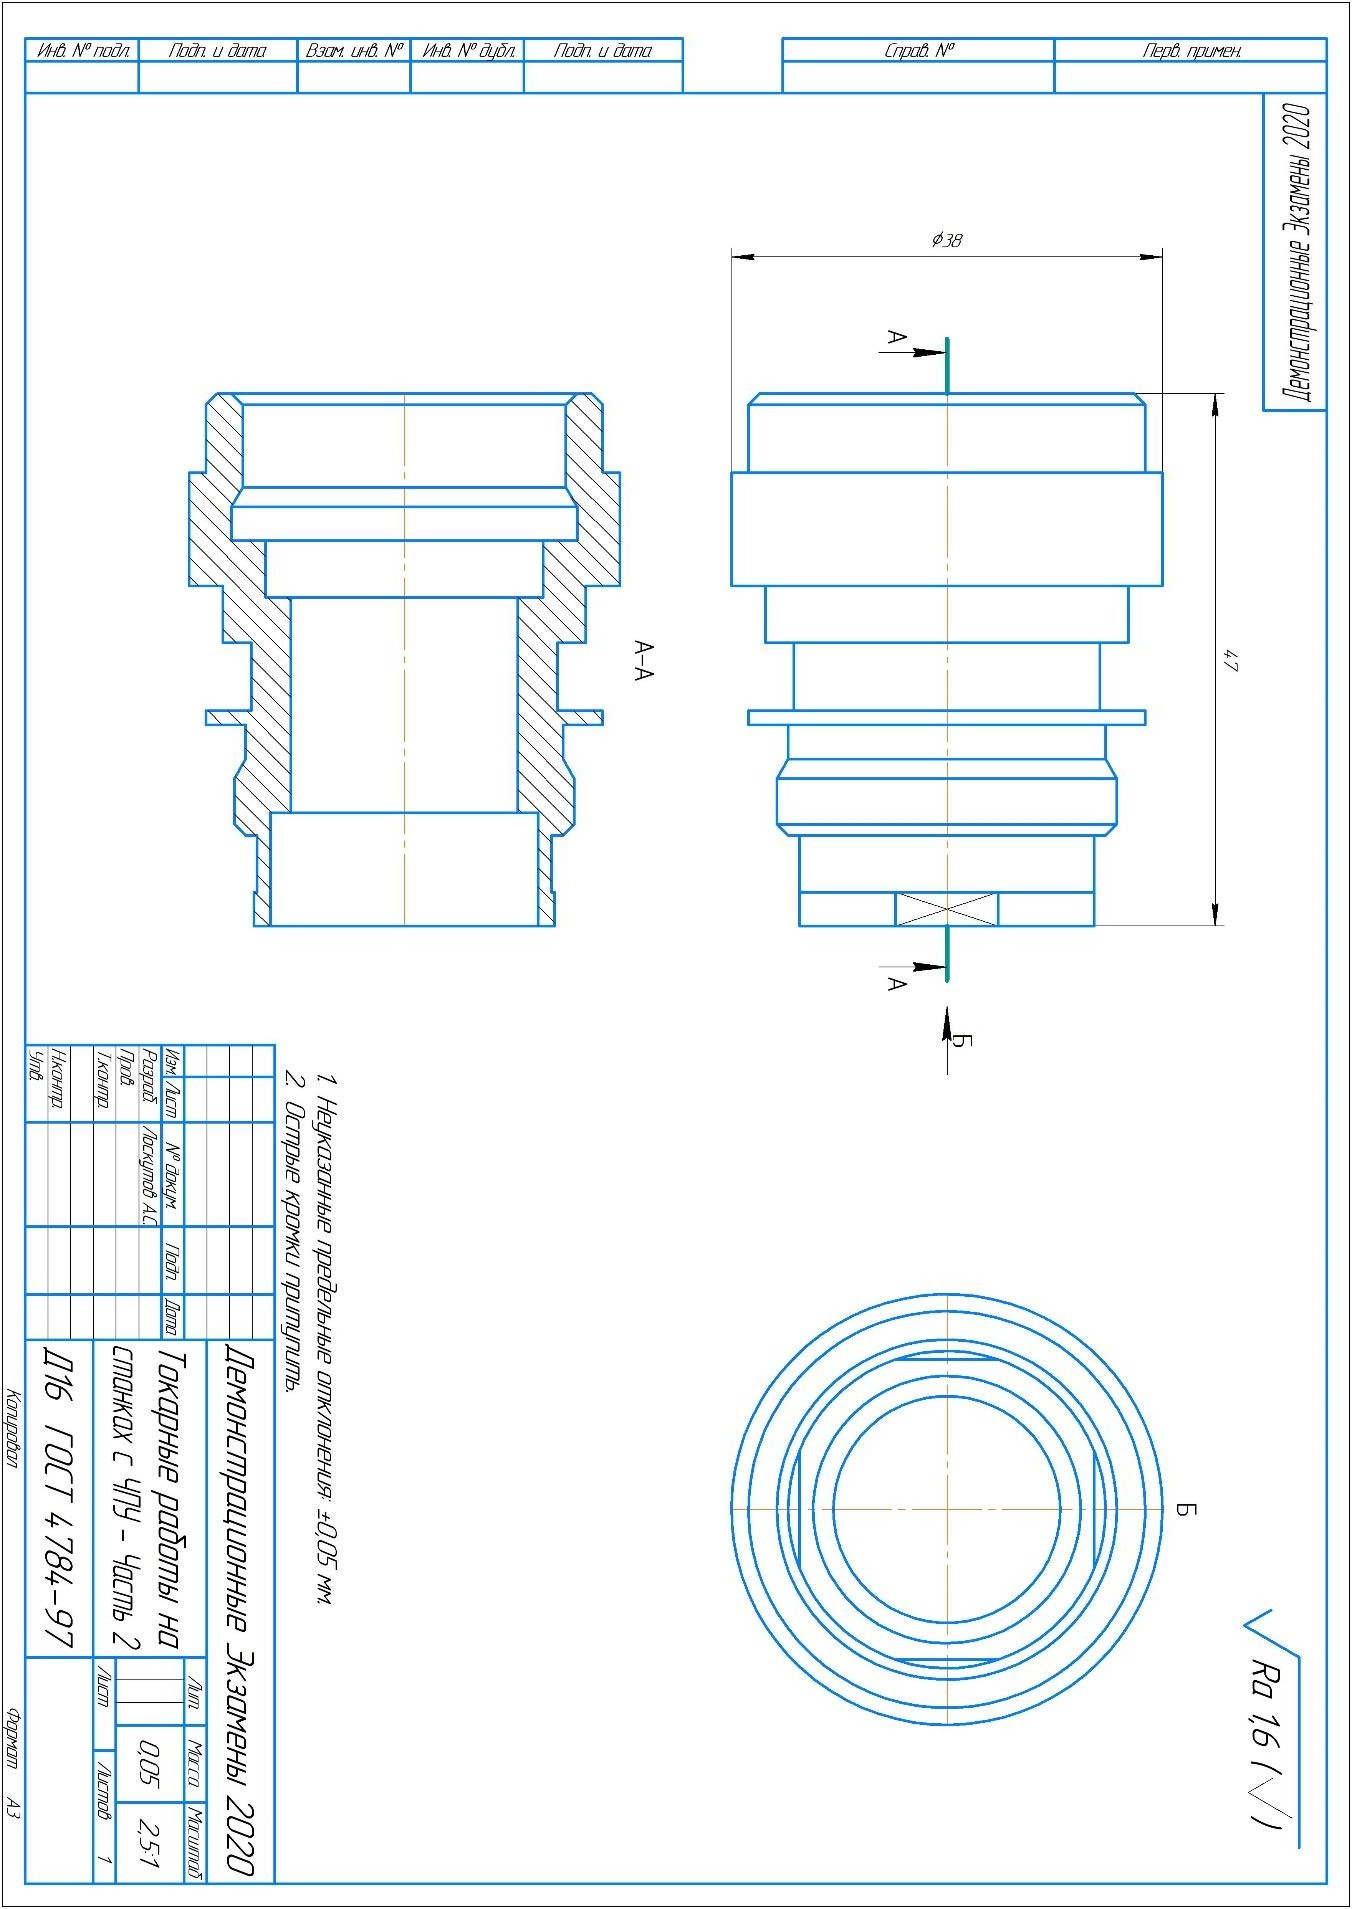 Инв. № подл.
Подп. и дата
Взам. инв. №
Инв. № дубл.
Подп. и дата
Справ. №
Перв. примен.
Демонстрационные Экзамены 2020
⌀38
А
47
А-А
А
Б
Б
√ Ra 1,6 (√)
1. Неуказанные предельные отклонения: ±0,05 мм.
2. Острые кромки притупить.
Изм.
Лист
№ докум.
Подп.
Дата
Разраб.
Лоскутов А.С.
Пров.
Т.контр.
Н.контр.
Утв.
Демонстрационные Экзамены 2020
Токарные работы на
станках с ЧПУ - Часть 2
Д16 ГОСТ 4784-97
Лит.
Масса
Масштаб
0,05
2,5:1
Лист
Листов 1
Копировал
Формат А3